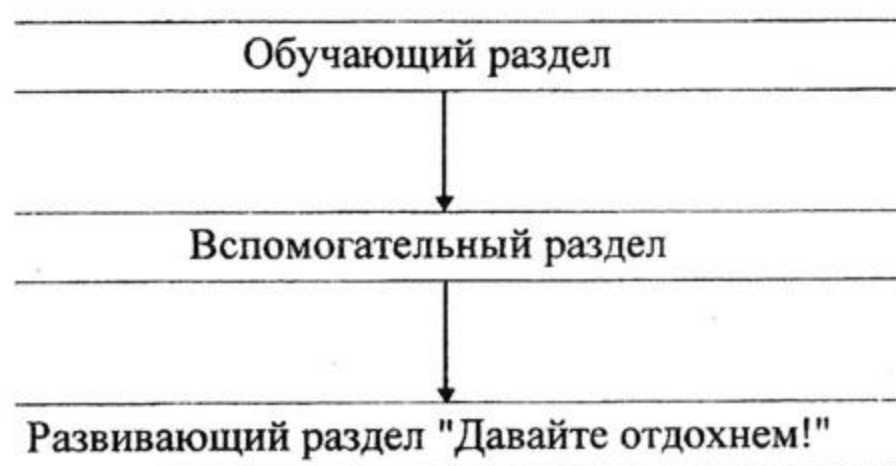 Обучающий раздел
Вспомогательный раздел
Развивающий раздел "Давайте отдохнем!"